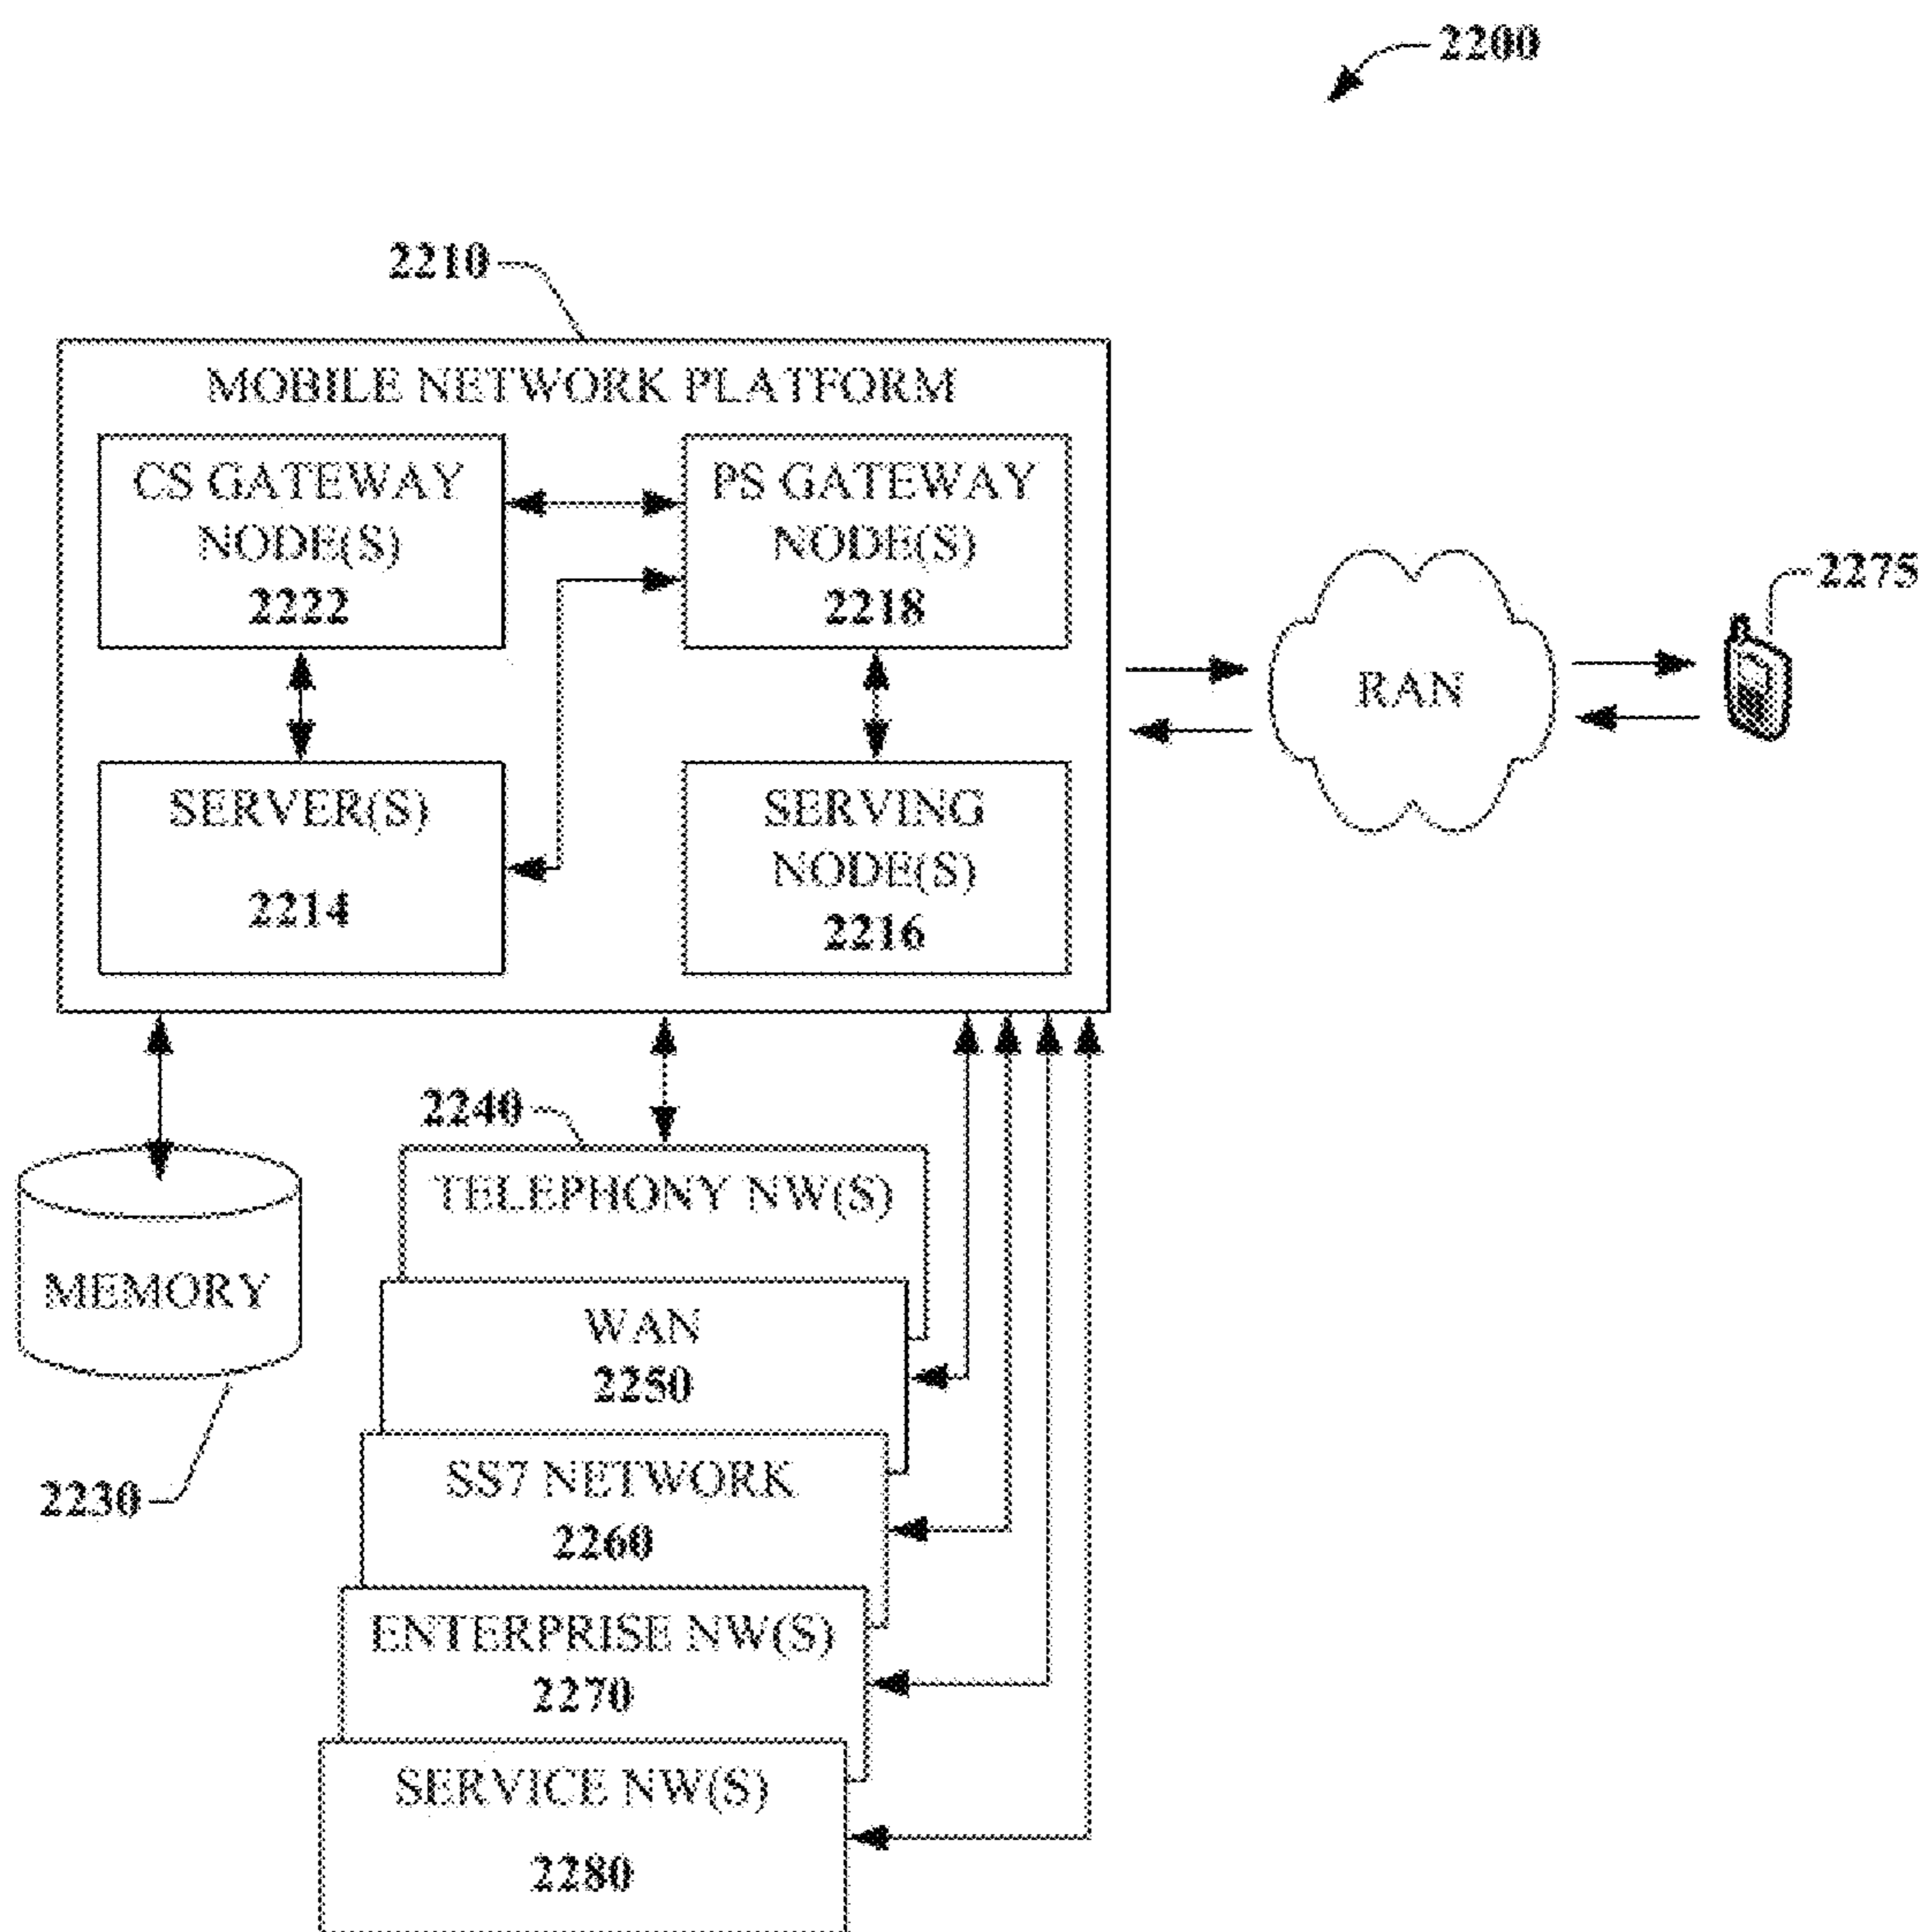 2200
2210
MOBILE NETWORK PLATFORM
CS GATEWAY
NODE(S)
2222
PS GATEWAY
NODE(S)
2218
SERVER(S)
2214
SERVING
NODE(S)
2216
RAN
2275
2240
TELEPHONY NW(S)
MEMORY
2230
WAN
2250
SS7 NETWORK
2260
ENTERPRISE NW(S)
2270
SERVICE NW(S)
2280